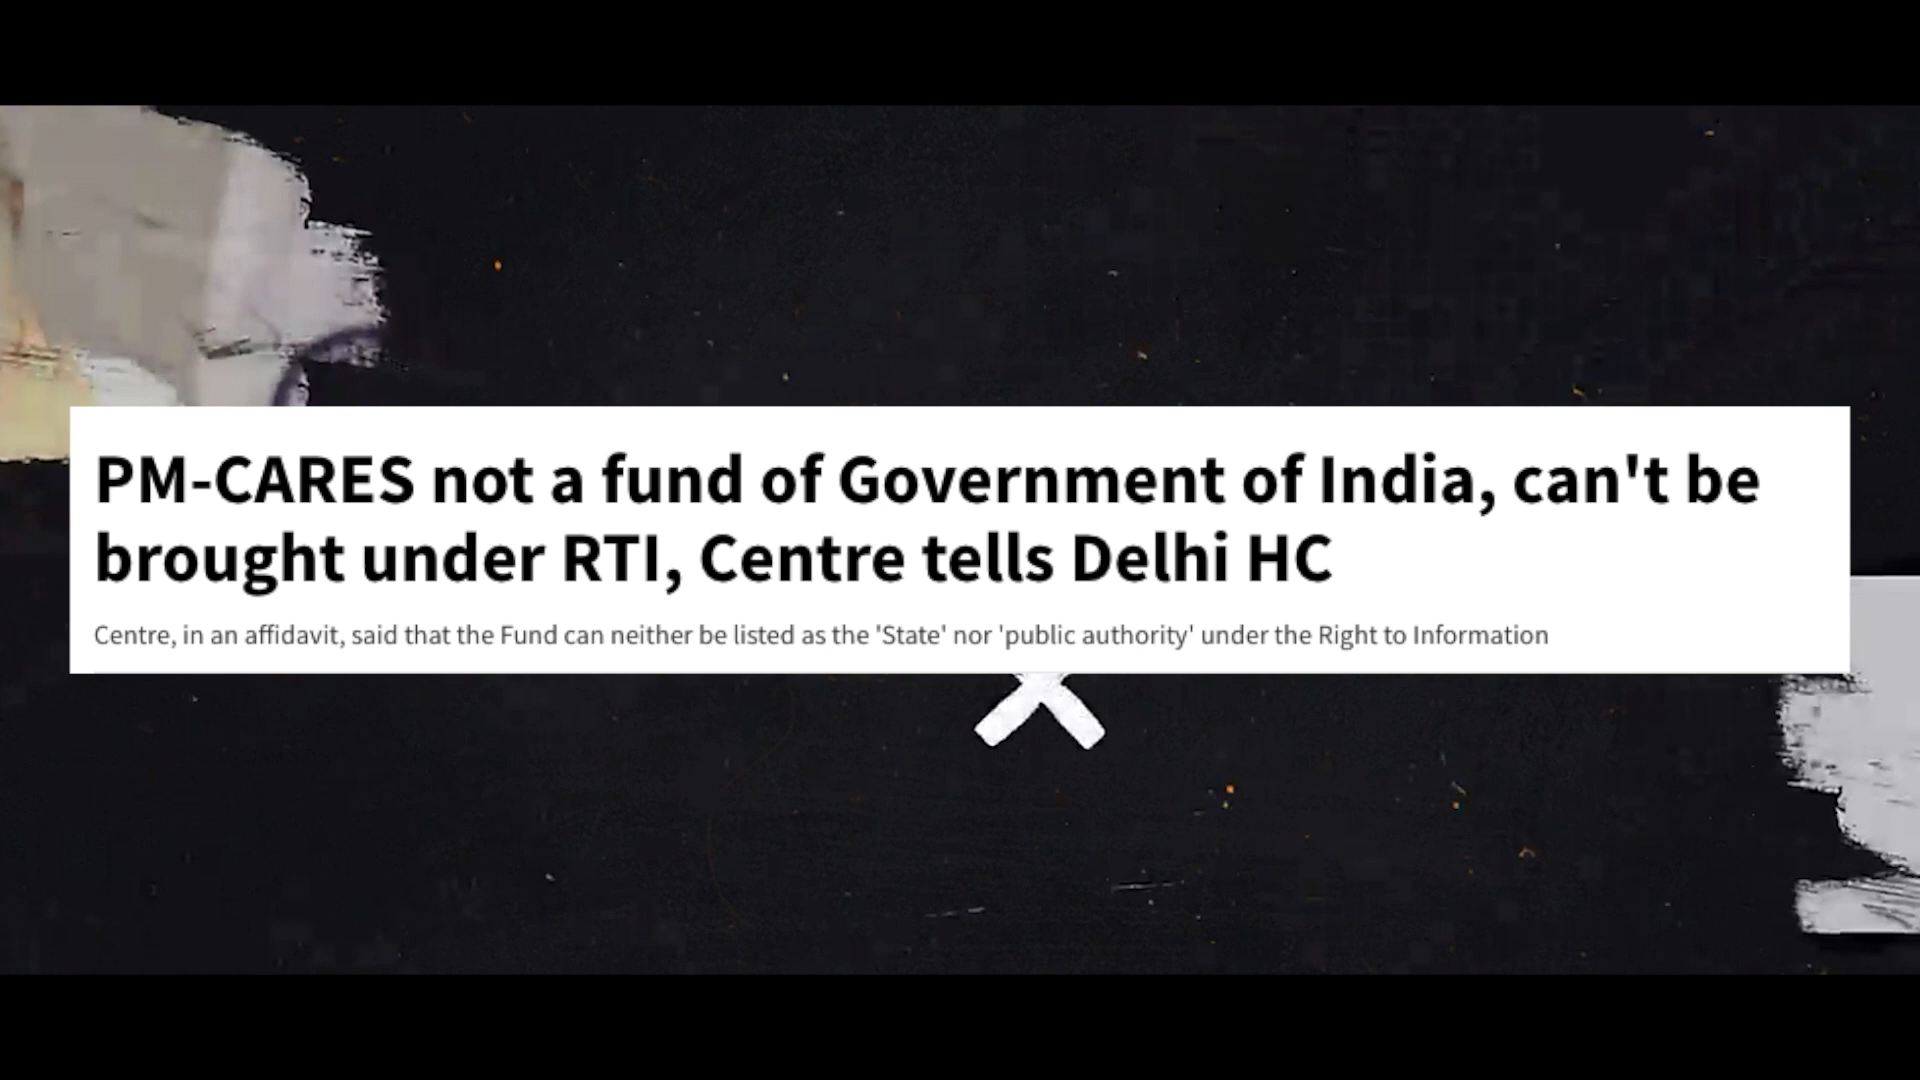 PM-CARES not a fund of Government of India, can't be
brought under RTI, Centre tells Delhi HC
Centre, in an affidavit, said that the Fund can neither be listed as the 'State' nor 'public authority' under the Right to Information